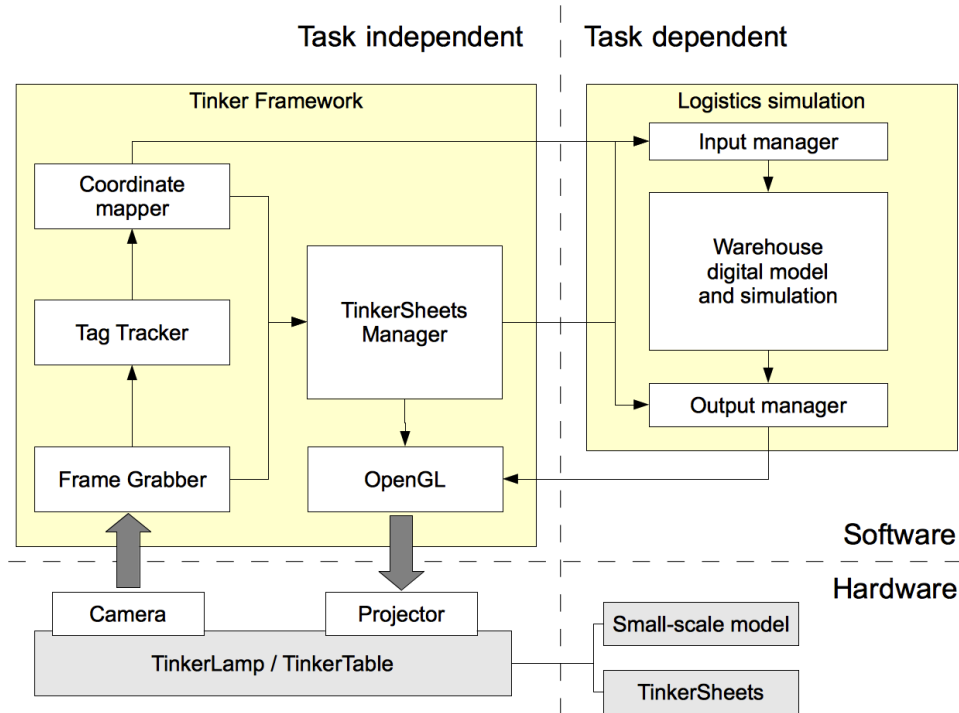 Task independent
Task dependent
Tinker Framework
Logistics simulation
Input manager
Coordinate
mapper
Warehouse
digital model
and simulation
TinkerSheets
Manager
Tag Tracker
Output manager
Frame Grabber
OpenGL
Software
Hardware
Camera
Projector
Small-scale model
TinkerLamp / TinkerTable
TinkerSheets